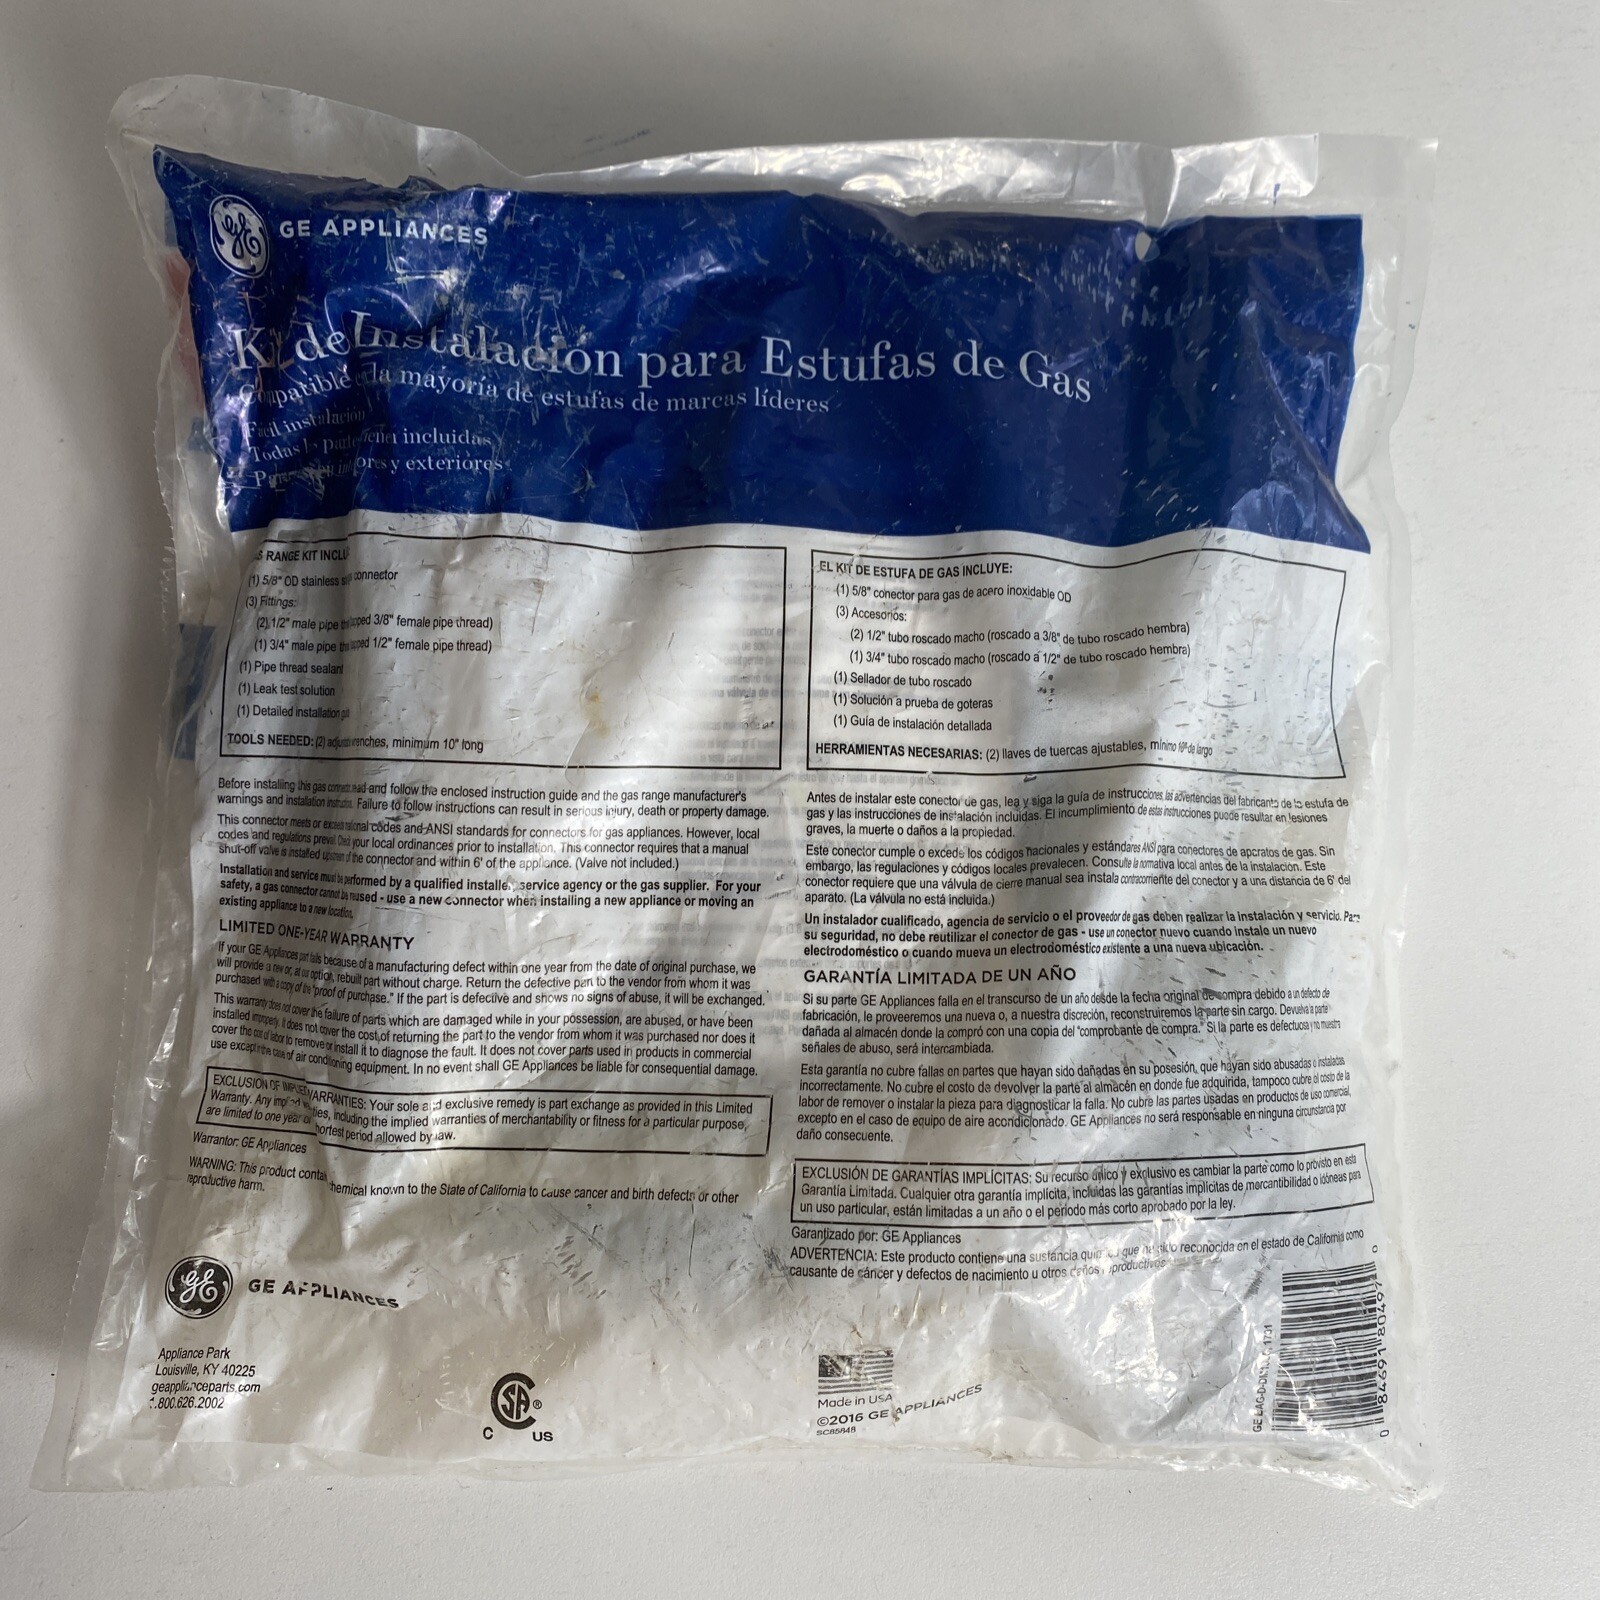 GE APPLIANCES
de Instalación para Estufas de Gas
Compatible la mayoría de estufas de marcas líderes
Fácil instalación
Todas incluidas
y exteriores
RANGE KIT
(1) 5/8" OD stainless connector
(3) Fittings:
(2) 1/2" male pipe 3/8" female pipe thread)
(1) 3/4" male pipe 1/2" female pipe thread)
(1) Pipe thread sealant
(1) Leak test solution
(1) Detailed installation
TOOLS NEEDED: (2) wrenches, minimum 10" long
EL KIT DE ESTUFA DE GAS INCLUYE:
(1) 5/8" conector para gas de acero inoxidable OD
(3) Accesorios:
(2) 1/2" tubo roscado macho (roscado a 3/8" de tubo roscado hembra)
(1) 3/4" tubo roscado macho (roscado a 1/2" de tubo roscado hembra)
(1) Sellador de tubo roscado
(1) Solución a prueba de goteras
(1) Guía de instalación detallada
HERRAMIENTAS NECESARIAS: (2) llaves de tuercas ajustables, mínimo 10" de largo
Before installing this gas read and follow the enclosed instruction guide and the gas range manufacturer's
warnings and installation Failure to follow instructions can result in serious injury, death or property damage.
This connector meets or national codes and ANSI standards for connectors for gas appliances. However, local
codes and regulations your local ordinances prior to installation. This connector requires that a manual
shut-off valve is installed upstream of the connector and within 6' of the appliance. (Valve not included.)
Installation and service must be performed by a qualified installer, service agency or the gas supplier. For your
safety, a gas connector cannot be reused - use a new connector when installing a new appliance or moving an
existing appliance to a new location.
LIMITED ONE-YEAR WARRANTY
If your GE Appliances part fails because of a manufacturing defect within one year from the date of original purchase, we
will provide a new or, at our option, rebuilt part without charge. Return the defective part to the vendor from whom it was
purchased with a copy of the "proof of purchase." If the part is defective and shows no signs of abuse, it will be exchanged.
This warranty does not cover the failure of parts which are damaged while in your possession, are abused, or have been
installed improperly. It does not cover the cost of returning the part to the vendor from whom it was purchased nor does it
cover the cost of labor to remove or install it to diagnose the fault. It does not cover parts used in products in commercial
use except in the case of air conditioning equipment. In no event shall GE Appliances be liable for consequential damage.
EXCLUSION OF WARRANTIES: Your sole and exclusive remedy is part exchange as provided in this Limited
Warranty. Any including the implied warranties of merchantability or fitness for a particular purpose,
are limited to one year or shortest period allowed by law.
Warrantor: GE Appliances
WARNING: This product chemical known to the State of California to cause cancer and birth defects or other
reproductive harm.
Antes de instalar este conector de gas, lea y siga la guía de instrucciones, las advertencias del fabricante de la estufa de
gas y las instrucciones de instalación incluidas. El incumplimiento de estas instrucciones puede resultar en lesiones
graves, la muerte o daños a la propiedad.
Este conector cumple o excede los códigos nacionales y estándares ANSI para conectores de aparatos de gas. Sin
embargo, las regulaciones y códigos locales prevalecen. Consulte la normativa local antes de la instalación. Este
conector requiere que una válvula de cierre manual sea instala contracorriente del conector y a una distancia de 6' del
aparato. (La válvula no está incluida.)
Un instalador cualificado, agencia de servicio o el proveedor de gas deben realizar la instalación y servicio. Para
su seguridad, no debe reutilizar el conector de gas - use un conector nuevo cuando instale un nuevo
electrodoméstico o cuando mueva un electrodoméstico existente a una nueva ubicación.
GARANTÍA LIMITADA DE UN AÑO
Si su parte GE Appliances falla en el transcurso de un año desde la fecha original de compra debido a un defecto de
fabricación, le proveeremos una nueva o, a nuestra discreción, reconstruiremos la parte sin cargo. Devuelva la parte
dañada al almacén donde la compró con una copia del "comprobante de compra." Si la parte es defectuosa y no muestra
señales de abuso, será intercambiada.
Esta garantía no cubre fallas en partes que hayan sido dañadas en su posesión, que hayan sido abusadas o instaladas
incorrectamente. No cubre el costo de devolver la parte al almacén en donde fue adquirida, tampoco cubre el costo de la
labor de remover o instalar la pieza para diagnosticar la falla. No cubre las partes usadas en productos de uso comercial,
excepto en el caso de equipo de aire acondicionado. GE Appliances no será responsable en ninguna circunstancia por
daño consecuente.
EXCLUSIÓN DE GARANTÍAS IMPLÍCITAS: Su recurso único y exclusivo es cambiar la parte como lo provisto en esta
Garantía Limitada. Cualquier otra garantía implícita, incluidas las garantías implícitas de mercantibilidad o idóneas para
un uso particular, están limitadas a un año o el período más corto aprobado por la ley.
Garantizado por: GE Appliances
ADVERTENCIA: Este producto contiene una sustancia que ha sido reconocida en el estado de California como
causante de cáncer y defectos de nacimiento u otros daños reproductivos
GE APPLIANCES
Appliance Park
Louisville, KY 40225
geapplianceparts.com
1.800.626.2002
C US
Made in USA
©2016 GE APPLIANCES
SC85848
1731
0 84691 80497 0